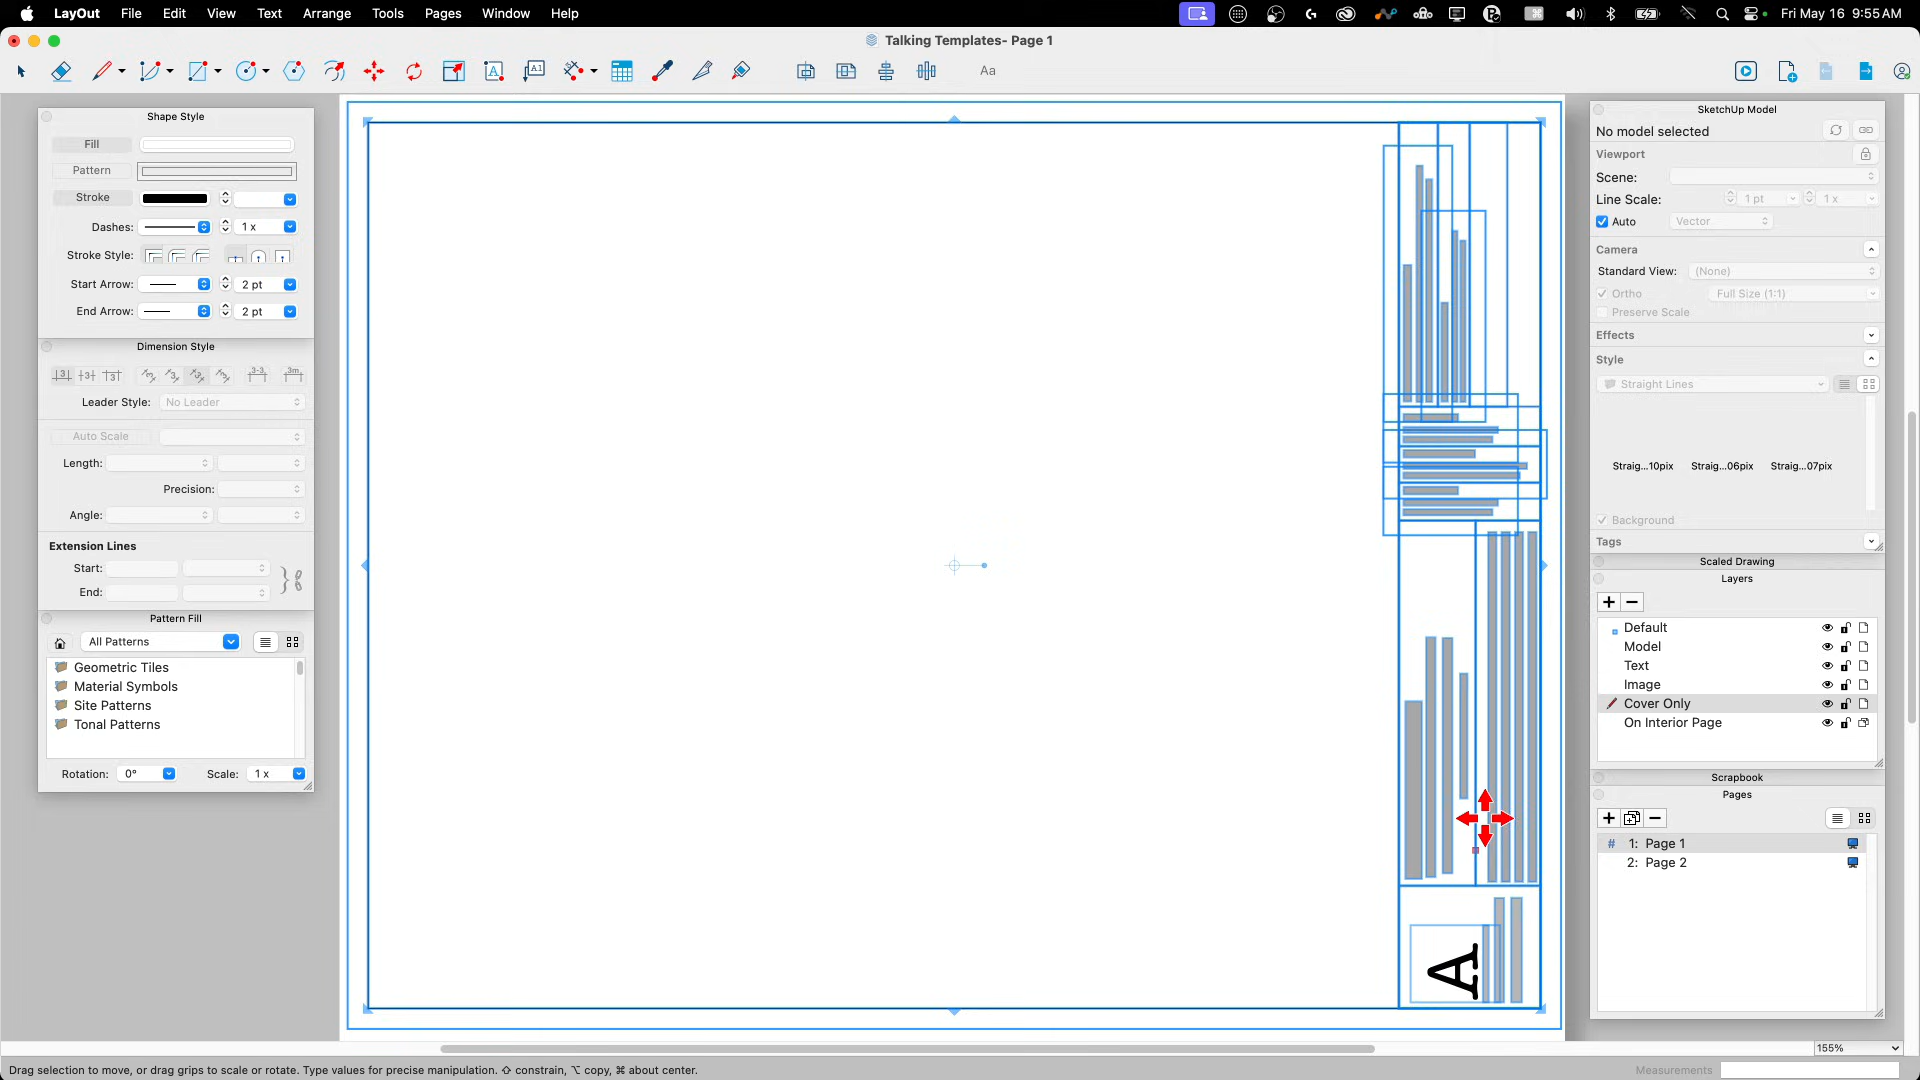 LayOut File Edit View Text Arrange Tools Pages Window Help Fri May 16 9:55 AM
Talking Templates- Page 1
Aa
Shape Style
Fill
Pattern
Stroke
Dashes: 1 x
Stroke Style:
Start Arrow: 2 pt
End Arrow: 2 pt
Dimension Style
Leader Style: No Leader
Auto Scale
Length:
Precision:
Angle:
Extension Lines
Start:
End:
Pattern Fill
All Patterns
Geometric Tiles
Material Symbols
Site Patterns
Tonal Patterns
Rotation: 0° Scale: 1 x
A
SketchUp Model
No model selected
Viewport
Scene:
Line Scale: 1 pt 1 x
Auto Vector
Camera
Standard View: (None)
Ortho Full Size (1:1)
Preserve Scale
Effects
Style
Straight Lines
Straig...10pix Straig...06pix Straig...07pix
Background
Tags
Scaled Drawing
Layers
Default
Model
Text
Image
Cover Only
On Interior Page
Scrapbook
Pages
# 1: Page 1
2: Page 2
155%
Drag selection to move, or drag grips to scale or rotate. Type values for precise manipulation. ⇧ constrain, ⌥ copy, ⌘ about center. Measurements